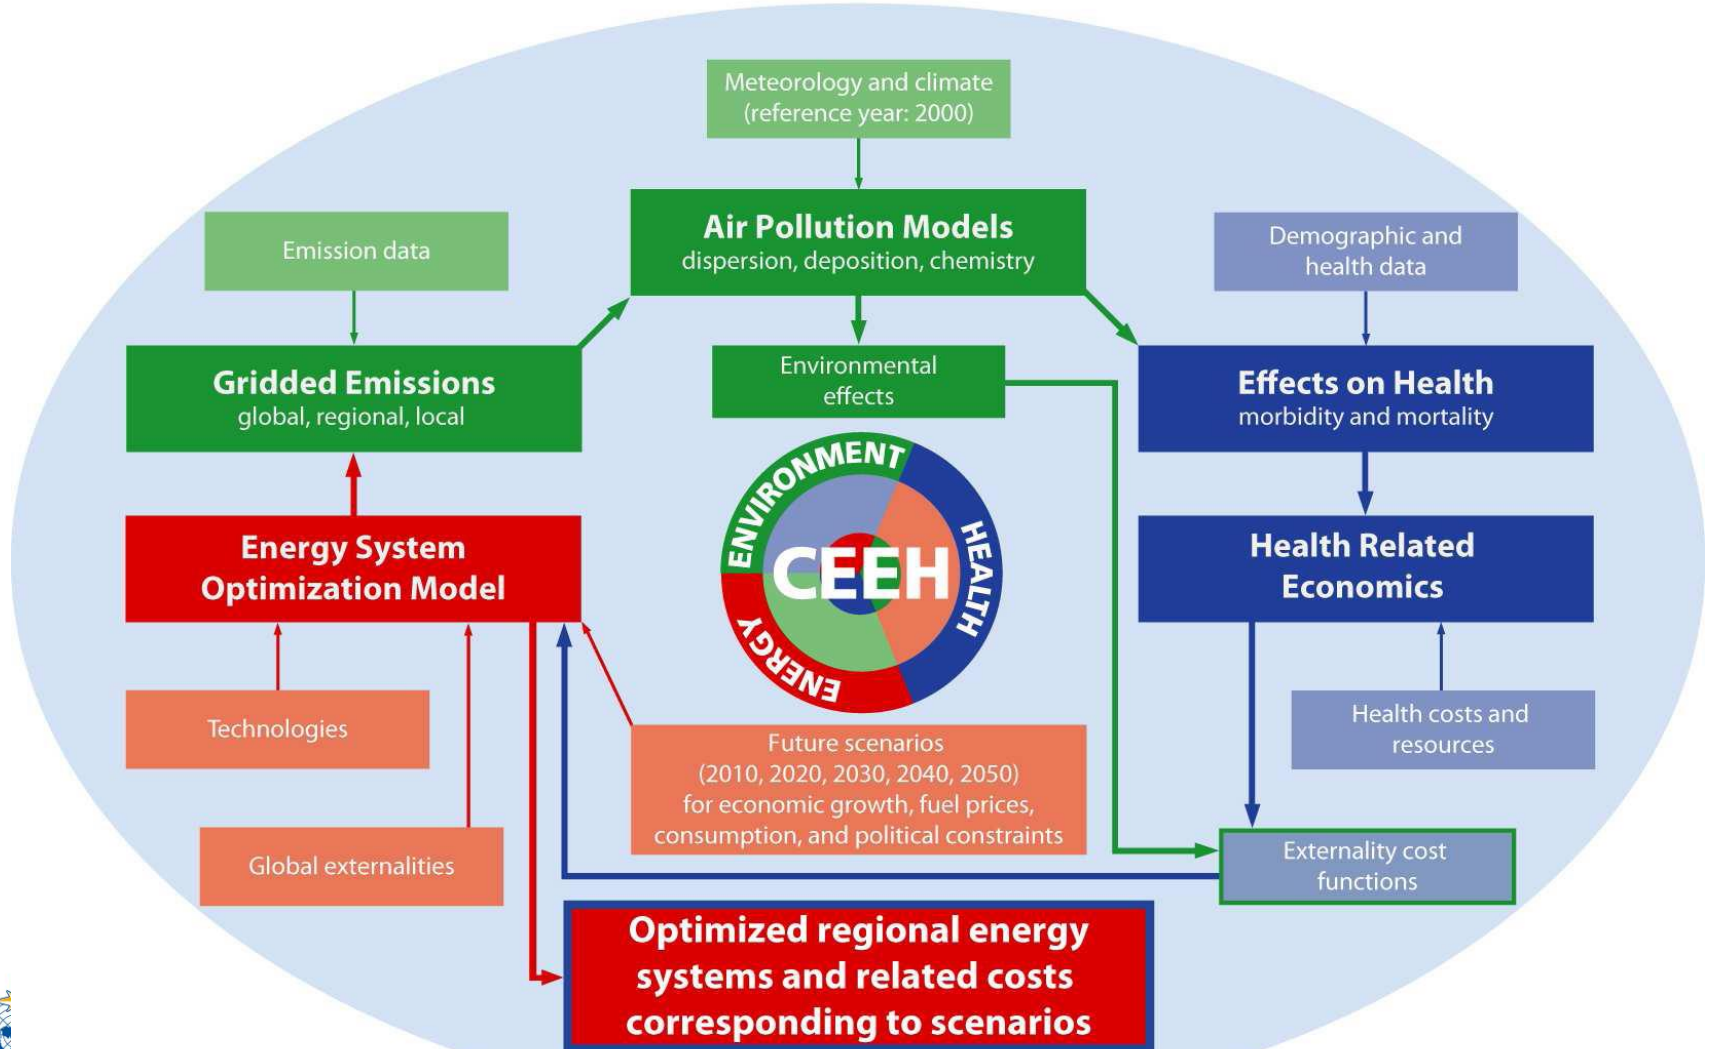 Meteorology and climate
(reference year: 2000)
Air Pollution Models
dispersion, deposition, chemistry
Emission data
Demographic and
health data
Gridded Emissions
global, regional, local
Environmental
effects
Effects on Health
morbidity and mortality
Energy System
Optimization Model
ENVIRONMENT
HEALTH
ENERGY
CEEH
Health Related
Economics
Technologies
Future scenarios
(2010, 2020, 2030, 2040, 2050)
for economic growth, fuel prices,
consumption, and political constraints
Health costs and
resources
Global externalities
Externality cost
functions
Optimized regional energy
systems and related costs
corresponding to scenarios